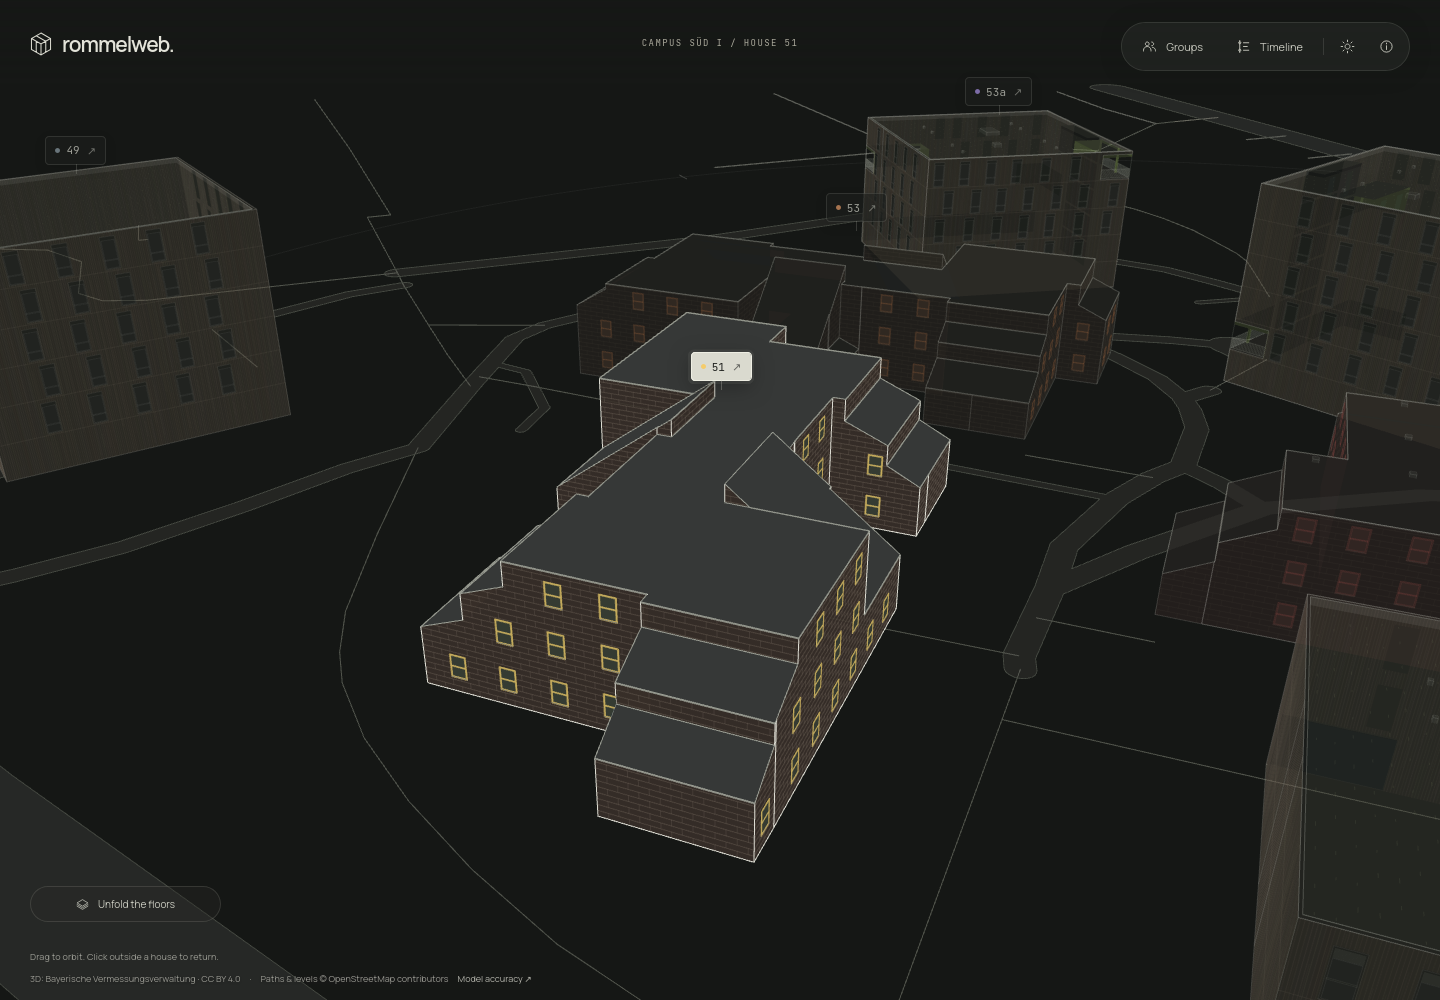 rommelweb.
CAMPUS SÜD I / HOUSE 51
Groups
Timeline
53a ↗
49 ↗
53 ↗
51 ↗
Unfold the floors
Drag to orbit. Click outside a house to return.
3D: Bayerische Vermessungsverwaltung · CC BY 4.0 · Paths & levels © OpenStreetMap contributors Model accuracy ↗